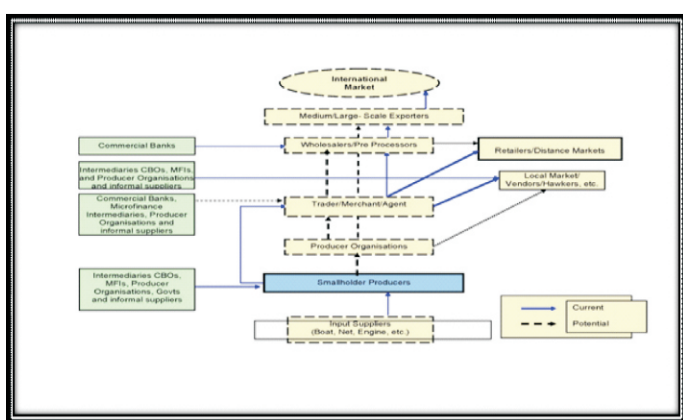 International
Market
Medium/Large- Scale Exporters
Commercial Banks
Wholesalers/Pre Processors
Retailers/Distance Markets
Intermediaries CBOs, MFIs,
and Producer Organisations
and informal suppliers
Local Market/
Vendors/Hawkers, etc.
Commercial Banks,
Microfinance
Intermediaries, Producer
Organisations and
informal suppliers
Trader/Merchant/Agent
Producer Organisations
Intermediaries CBOs,
MFIs, Producer
Organisations, Govts
and informal suppliers
Smallholder Producers
Input Suppliers
(Boat, Net, Engine, etc.)
Current
Potential